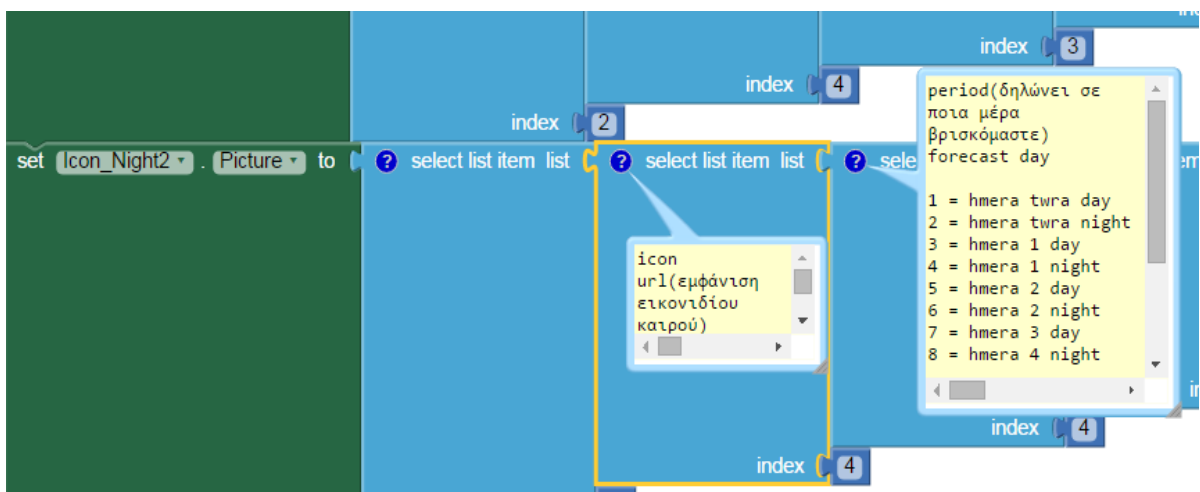 index 3
index 4
index 2
set Icon_Night2 . Picture to ? select list item list ? select list item list ? sele
period(δηλώνει σε
ποια μέρα
βρισκόμαστε)
forecast day
1 = hmera twra day
2 = hmera twra night
3 = hmera 1 day
4 = hmera 1 night
5 = hmera 2 day
6 = hmera 2 night
7 = hmera 3 day
8 = hmera 4 night
icon
url(εμφάνιση
εικονιδίου
καιρού)
index 4
index 4